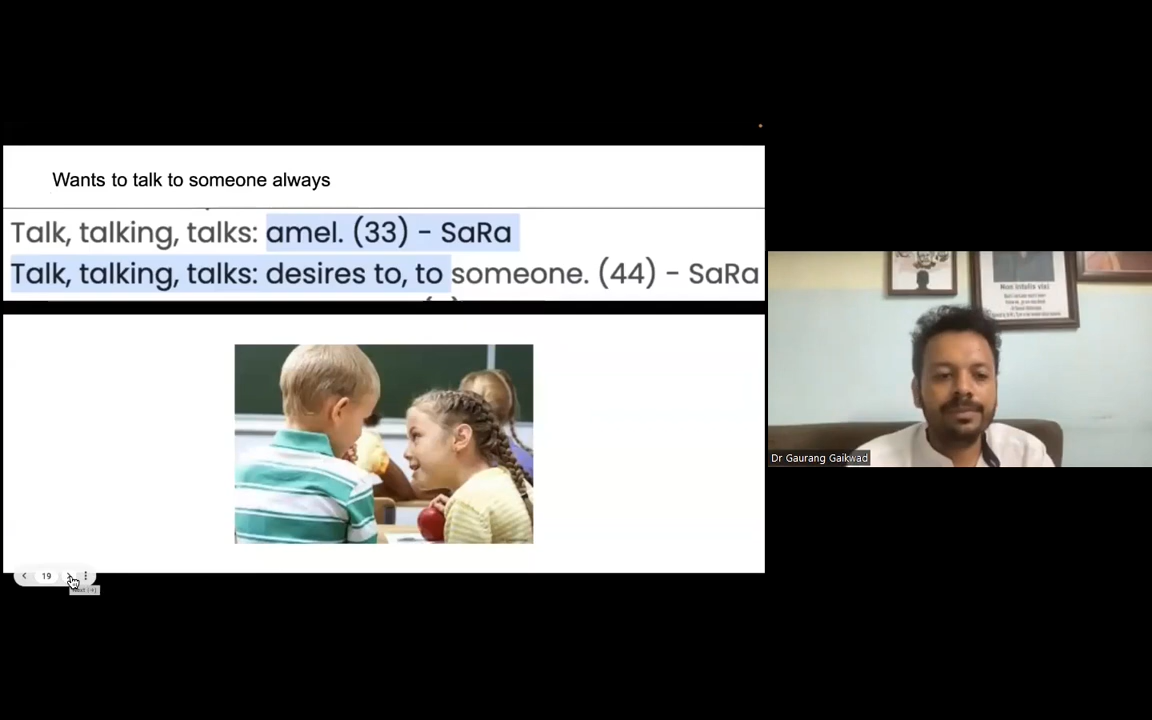 Wants to talk to someone always
Talk, talking, talks: amel. (33) - SaRa
Talk, talking, talks: desires to, to someone. (44) - SaRa
Dr Gaurang Gaikwad
19